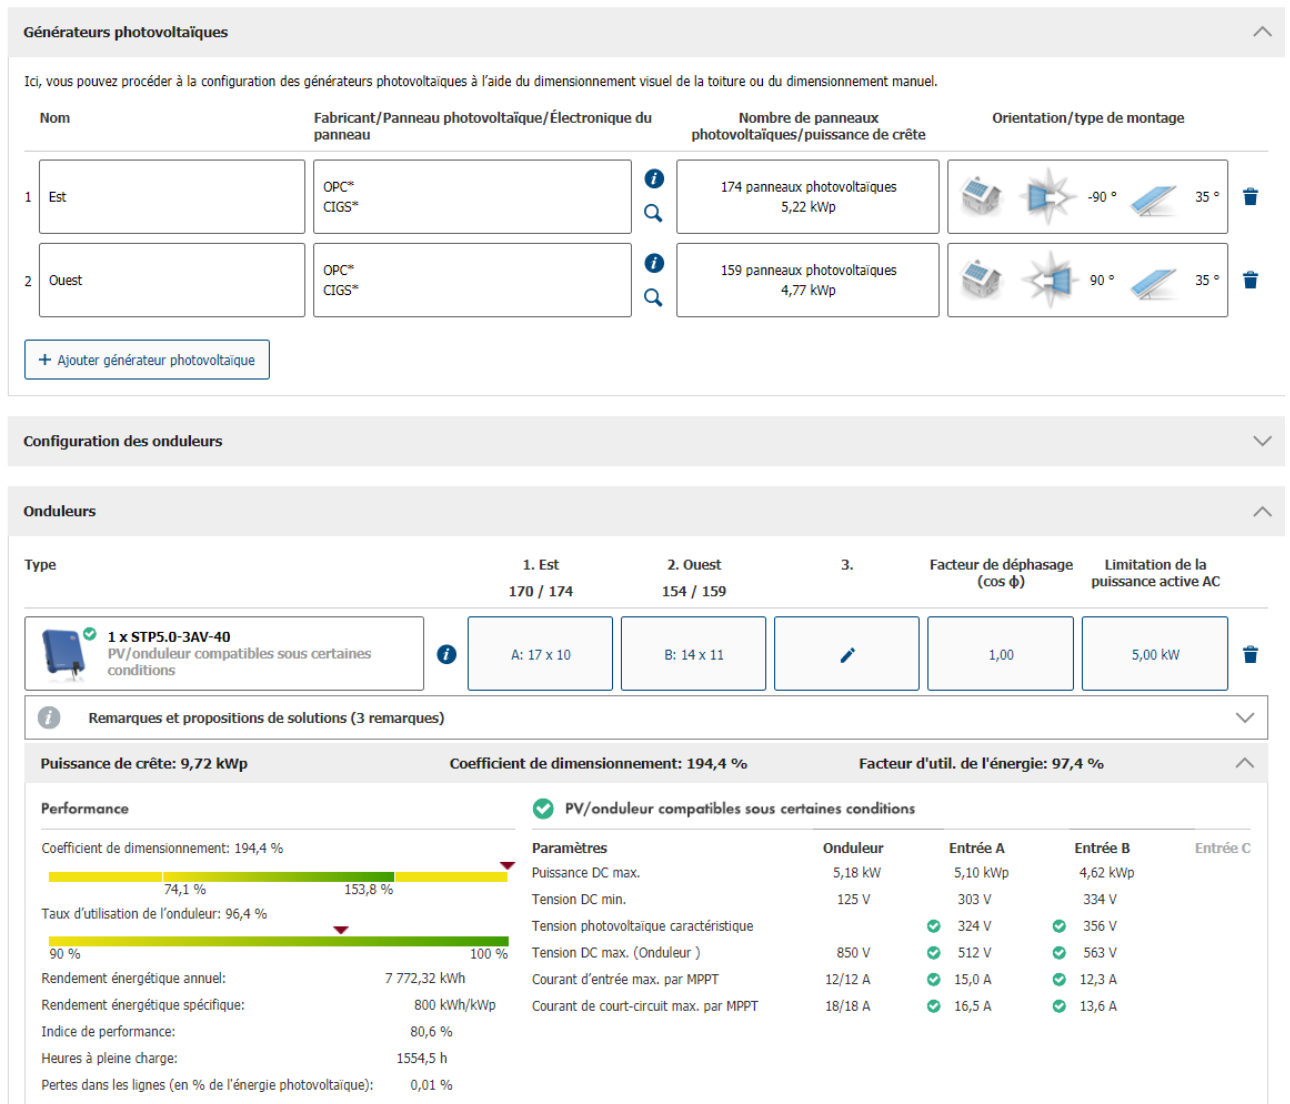 Générateurs photovoltaïques
Ici, vous pouvez procéder à la configuration des générateurs photovoltaïques à l'aide du dimensionnement visuel de la toiture ou du dimensionnement manuel.
Nom
Fabricant/Panneau photovoltaïque/Électronique du panneau
Nombre de panneaux photovoltaïques/puissance de crête
Orientation/type de montage
1 Est
OPC*
CIGS*
174 panneaux photovoltaïques
5,22 kWp
-90 ° 35 °
2 Ouest
OPC*
CIGS*
159 panneaux photovoltaïques
4,77 kWp
90 ° 35 °
+ Ajouter générateur photovoltaïque
Configuration des onduleurs
Onduleurs
Type
1. Est
170 / 174
2. Ouest
154 / 159
3.
Facteur de déphasage (cos ϕ)
Limitation de la puissance active AC
1 x STP5.0-3AV-40
PV/onduleur compatibles sous certaines conditions
A: 17 x 10
B: 14 x 11
1,00
5,00 kW
Remarques et propositions de solutions (3 remarques)
Puissance de crête: 9,72 kWp
Coefficient de dimensionnement: 194,4 %
Facteur d'util. de l'énergie: 97,4 %
Performance
Coefficient de dimensionnement: 194,4 %
74,1 % 153,8 %
Taux d'utilisation de l'onduleur: 96,4 %
90 % 100 %
Rendement énergétique annuel: 7 772,32 kWh
Rendement énergétique spécifique: 800 kWh/kWp
Indice de performance: 80,6 %
Heures à pleine charge: 1554,5 h
Pertes dans les lignes (en % de l'énergie photovoltaïque): 0,01 %
PV/onduleur compatibles sous certaines conditions
Paramètres Onduleur Entrée A Entrée B Entrée C
Puissance DC max. 5,18 kW 5,10 kWp 4,62 kWp
Tension DC min. 125 V 303 V 334 V
Tension photovoltaïque caractéristique 324 V 356 V
Tension DC max. (Onduleur ) 850 V 512 V 563 V
Courant d'entrée max. par MPPT 12/12 A 15,0 A 12,3 A
Courant de court-circuit max. par MPPT 18/18 A 16,5 A 13,6 A